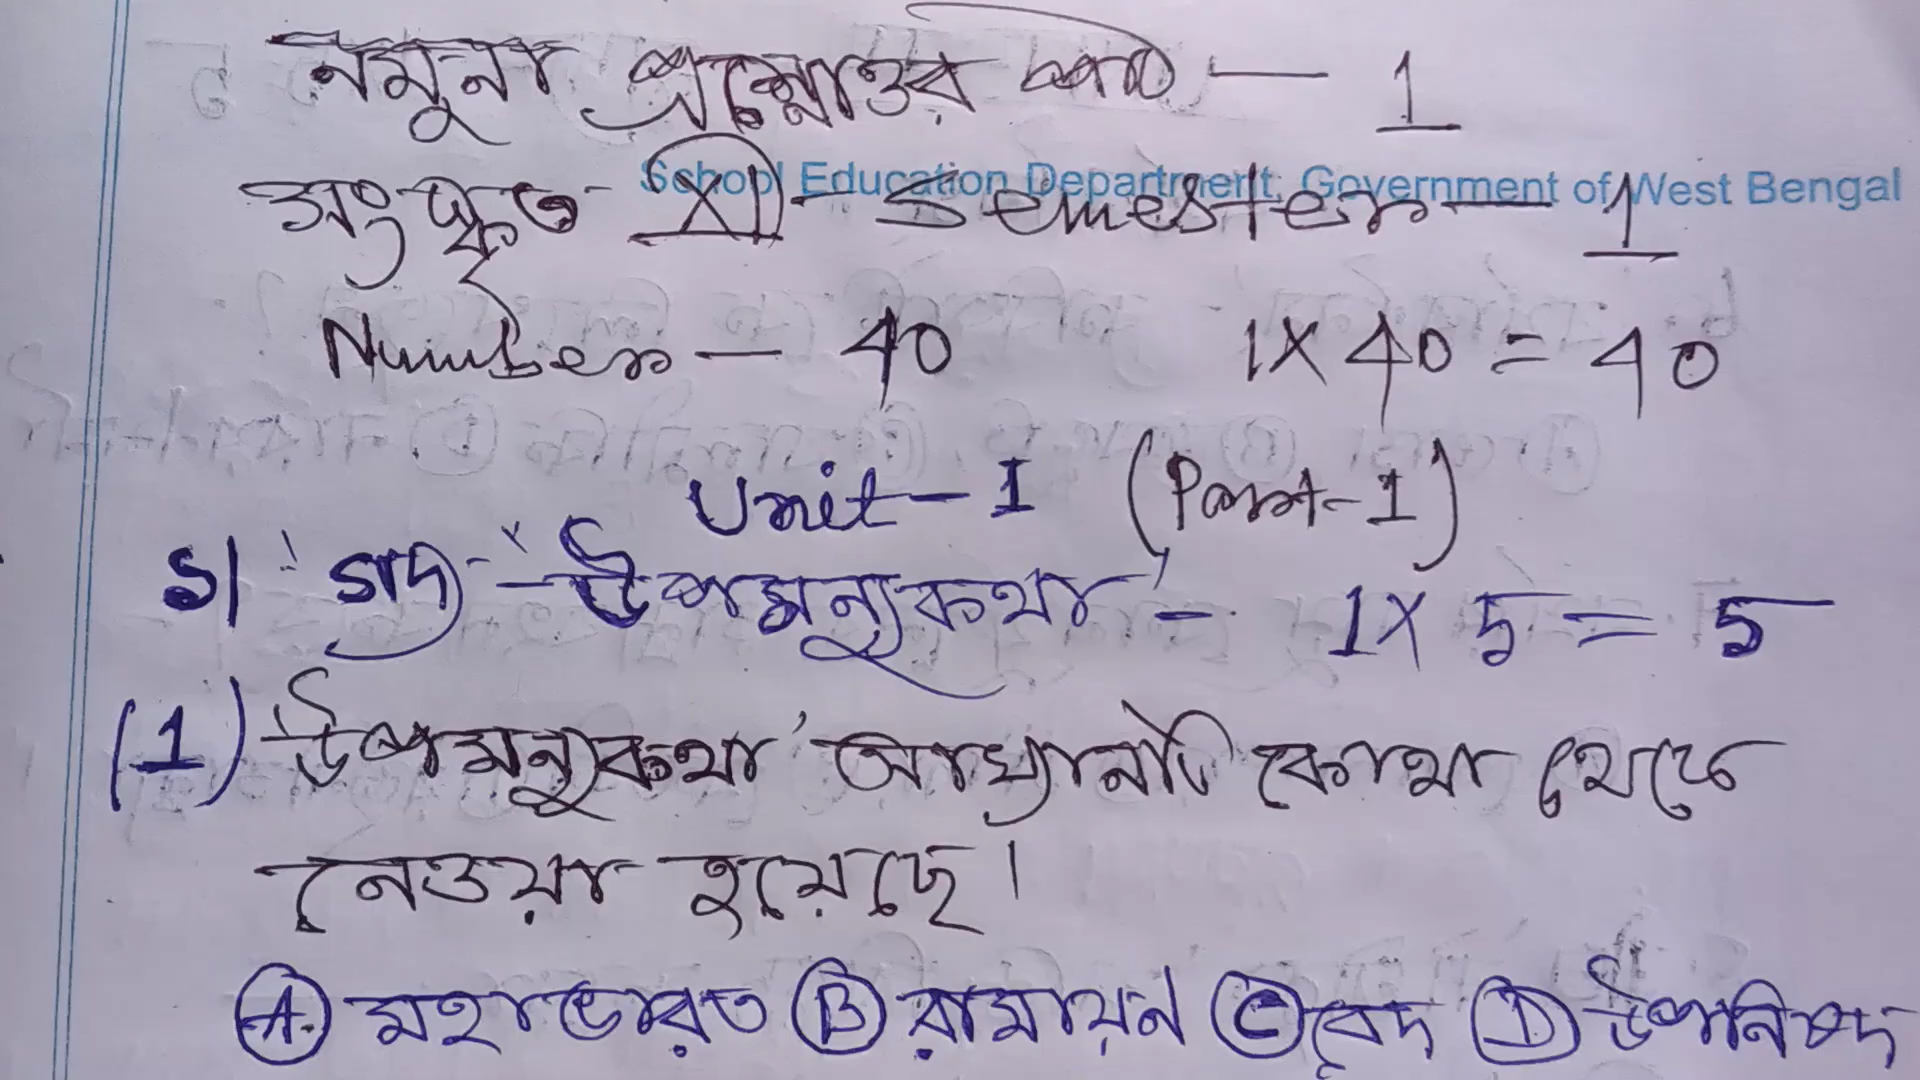 নমুনা প্রশ্নোত্তর পাঠ — 1
School Education Department, Government of West Bengal
সংস্কৃত - XI - Semester — 1
Number — 40 1 X 40 = 40
Unit - 1 (Part-1)
১। 'গদ্য' - 'উপমন্যুকথা' - 1 X 5 = 5
(1) উপমন্যুকথা' আখ্যানটি কোথা থেকে
নেওয়া হয়েছে।
(A) মহাভারত (B) রামায়ন (C) বেদ (D) উপনিষদ